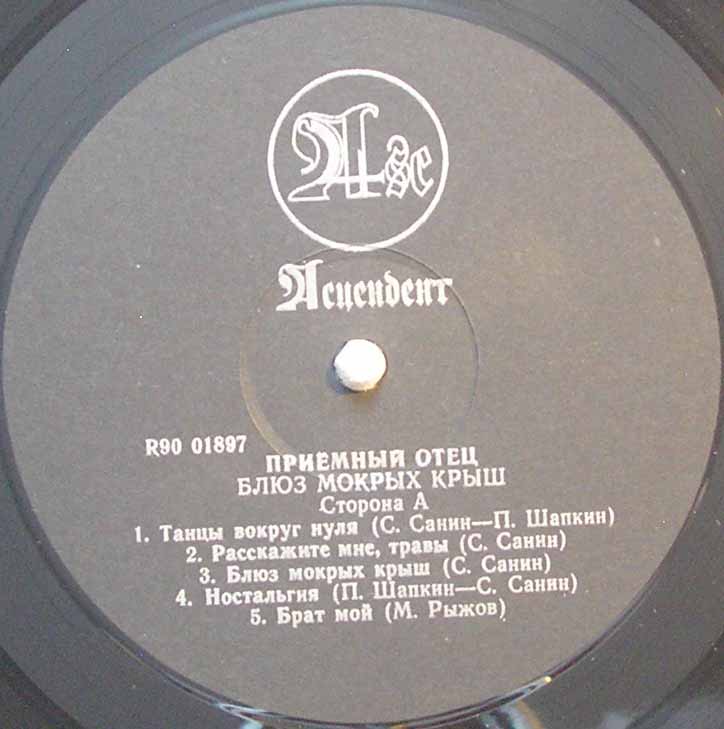 Asc
Асцендент
R90 01897
ПРИЕМНЫЙ ОТЕЦ
БЛЮЗ МОКРЫХ КРЫШ
Сторона А
1. Танцы вокруг нуля (С. Санин—П. Шапкин)
2. Расскажите мне, травы (С. Санин)
3. Блюз мокрых крыш (С. Санин)
4. Ностальгия (П. Шапкин—С. Санин)
5. Брат мой (М. Рыжов)